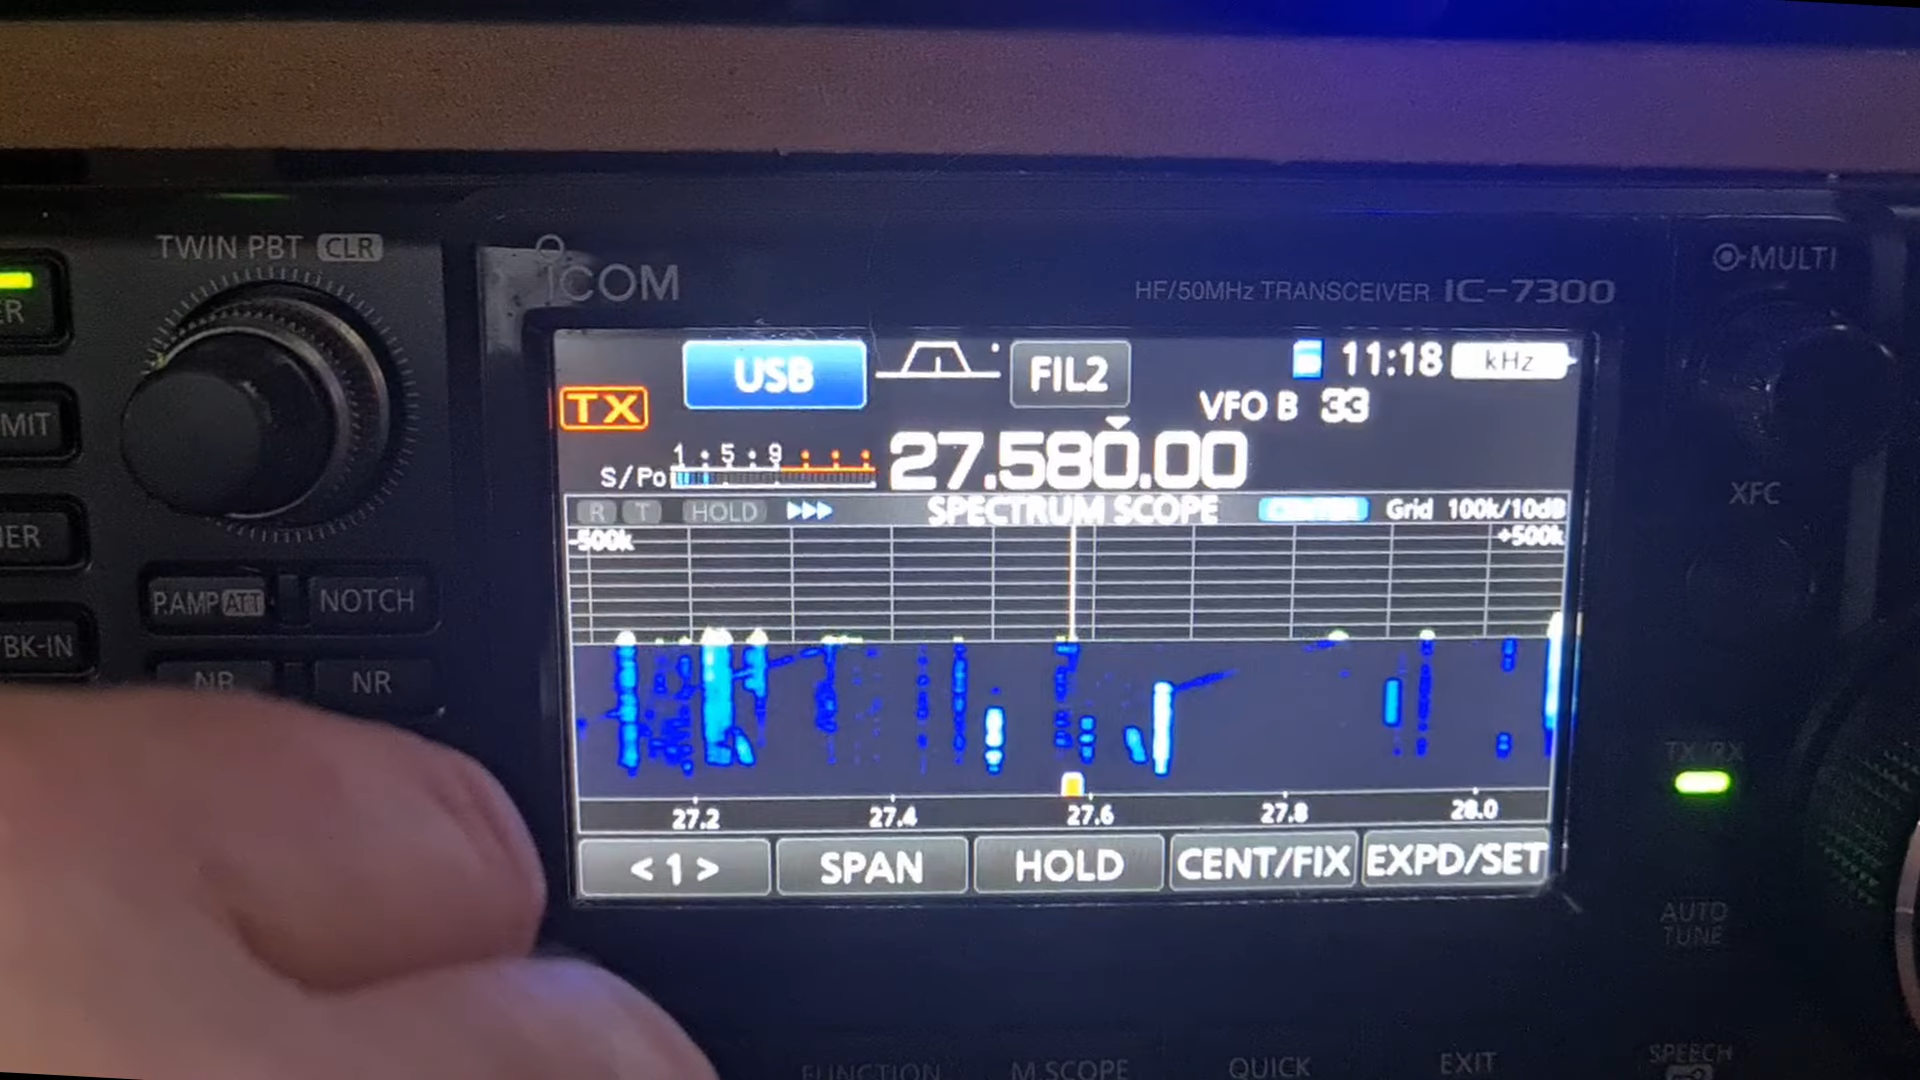 TWIN PBT CLR
ICOM
HF/50MHz TRANSCEIVER IC-7300
MULTI
ER
USB
FIL2
11:18
kHz
TX
VFO B 33
MIT
1 5 9
27.580.00
S/Po
R T HOLD
SPECTRUM SCOPE
CENTER
Grid 100k/10dB
XFC
-500k
+500k
P.AMP ATT
NOTCH
BK-IN
NB
NR
TX/RX
27.2
27.4
27.6
27.8
28.0
<1>
SPAN
HOLD
CENT/FIX
EXPD/SET
AUTO
TUNE
FUNCTION
M.SCOPE
QUICK
EXIT
SPEECH